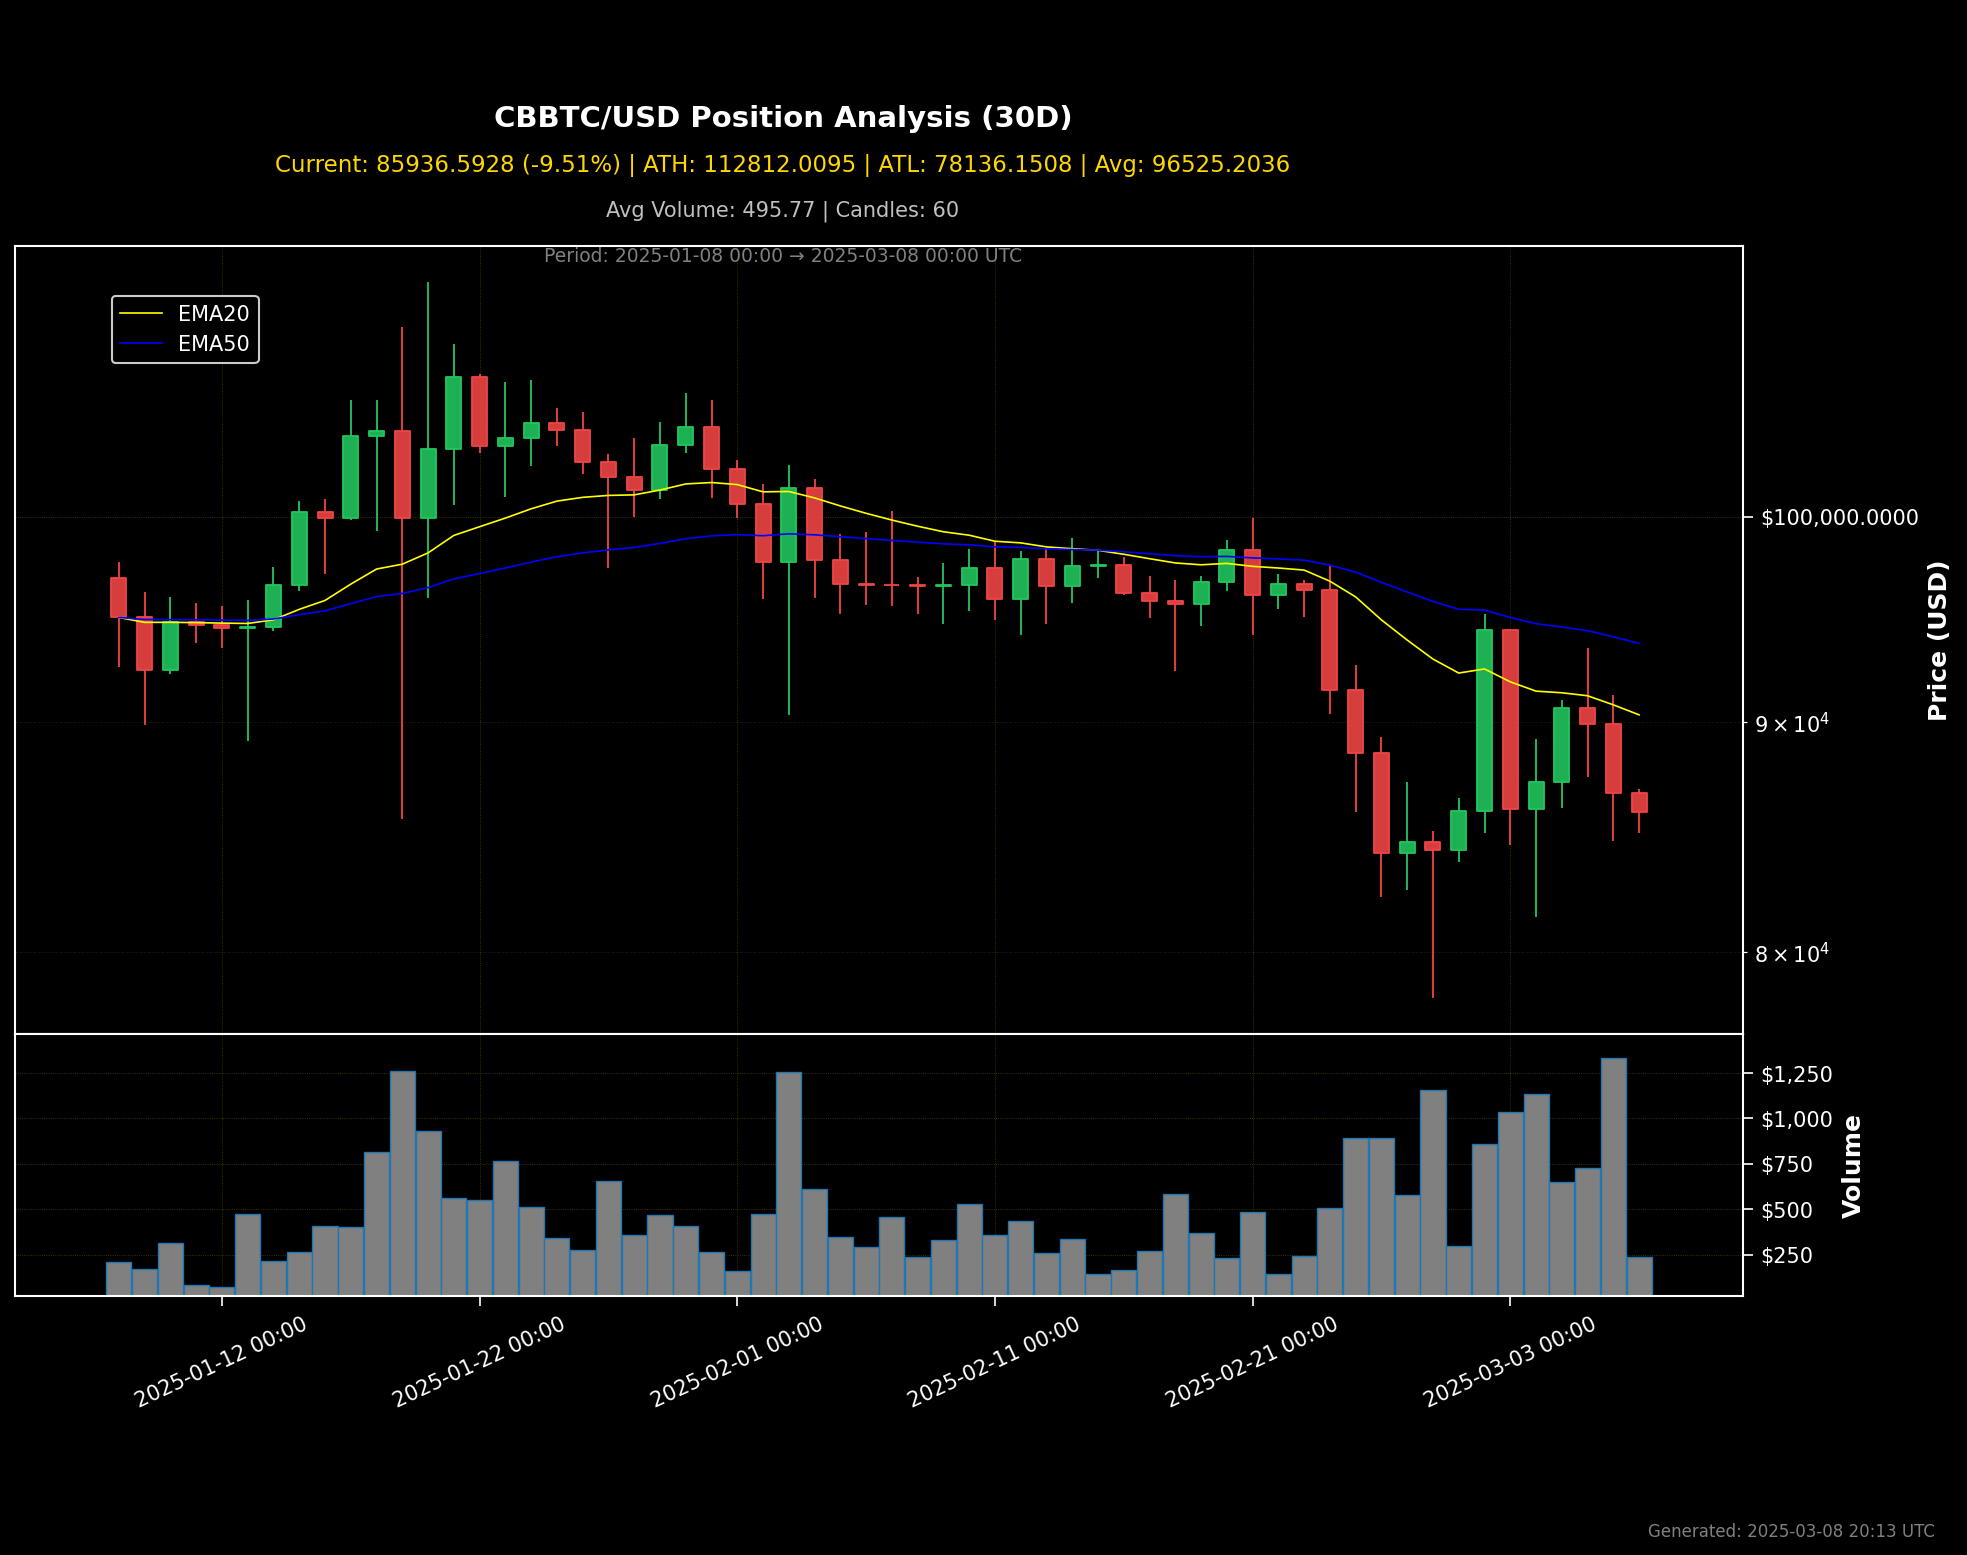 CBBTC/USD Position Analysis (30D)
Current: 85936.5928 (-9.51%) | ATH: 112812.0095 | ATL: 78136.1508 | Avg: 96525.2036
Avg Volume: 495.77 | Candles: 60
Period: 2025-01-08 00:00 → 2025-03-08 00:00 UTC
EMA20
EMA50
$100,000.0000
9 × 10⁴
8 × 10⁴
Price (USD)
$1,250
$1,000
$750
$500
$250
Volume
2025-01-12 00:00
2025-01-22 00:00
2025-02-01 00:00
2025-02-11 00:00
2025-02-21 00:00
2025-03-03 00:00
Generated: 2025-03-08 20:13 UTC